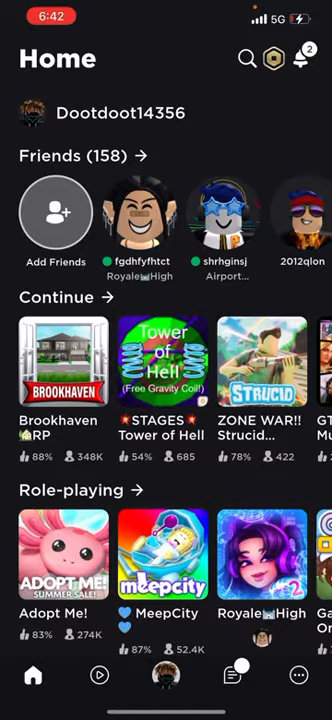 6:42
5G
Home
2
Dootdoot14356
Friends (158) →
Add Friends
fgdhfyfhtct
Royale🏰High
shrhginsj
Airport...
2012qlon
Continue →
BROOKHAVEN
Tower
of
Hell
(Free Gravity Coil!)
STRUCID
Brookhaven
🏡RP
💥STAGES💥
Tower of Hell
ZONE WAR!!
Strucid...
GT
M
88% 348K
54% 685
78% 422
Role-playing →
ADOPT ME!
SUMMER SALE!
meepcity
2
Adopt Me!
💙 MeepCity
💙
Royale🏰High
Ga
On
83% 274K
87% 52.4K